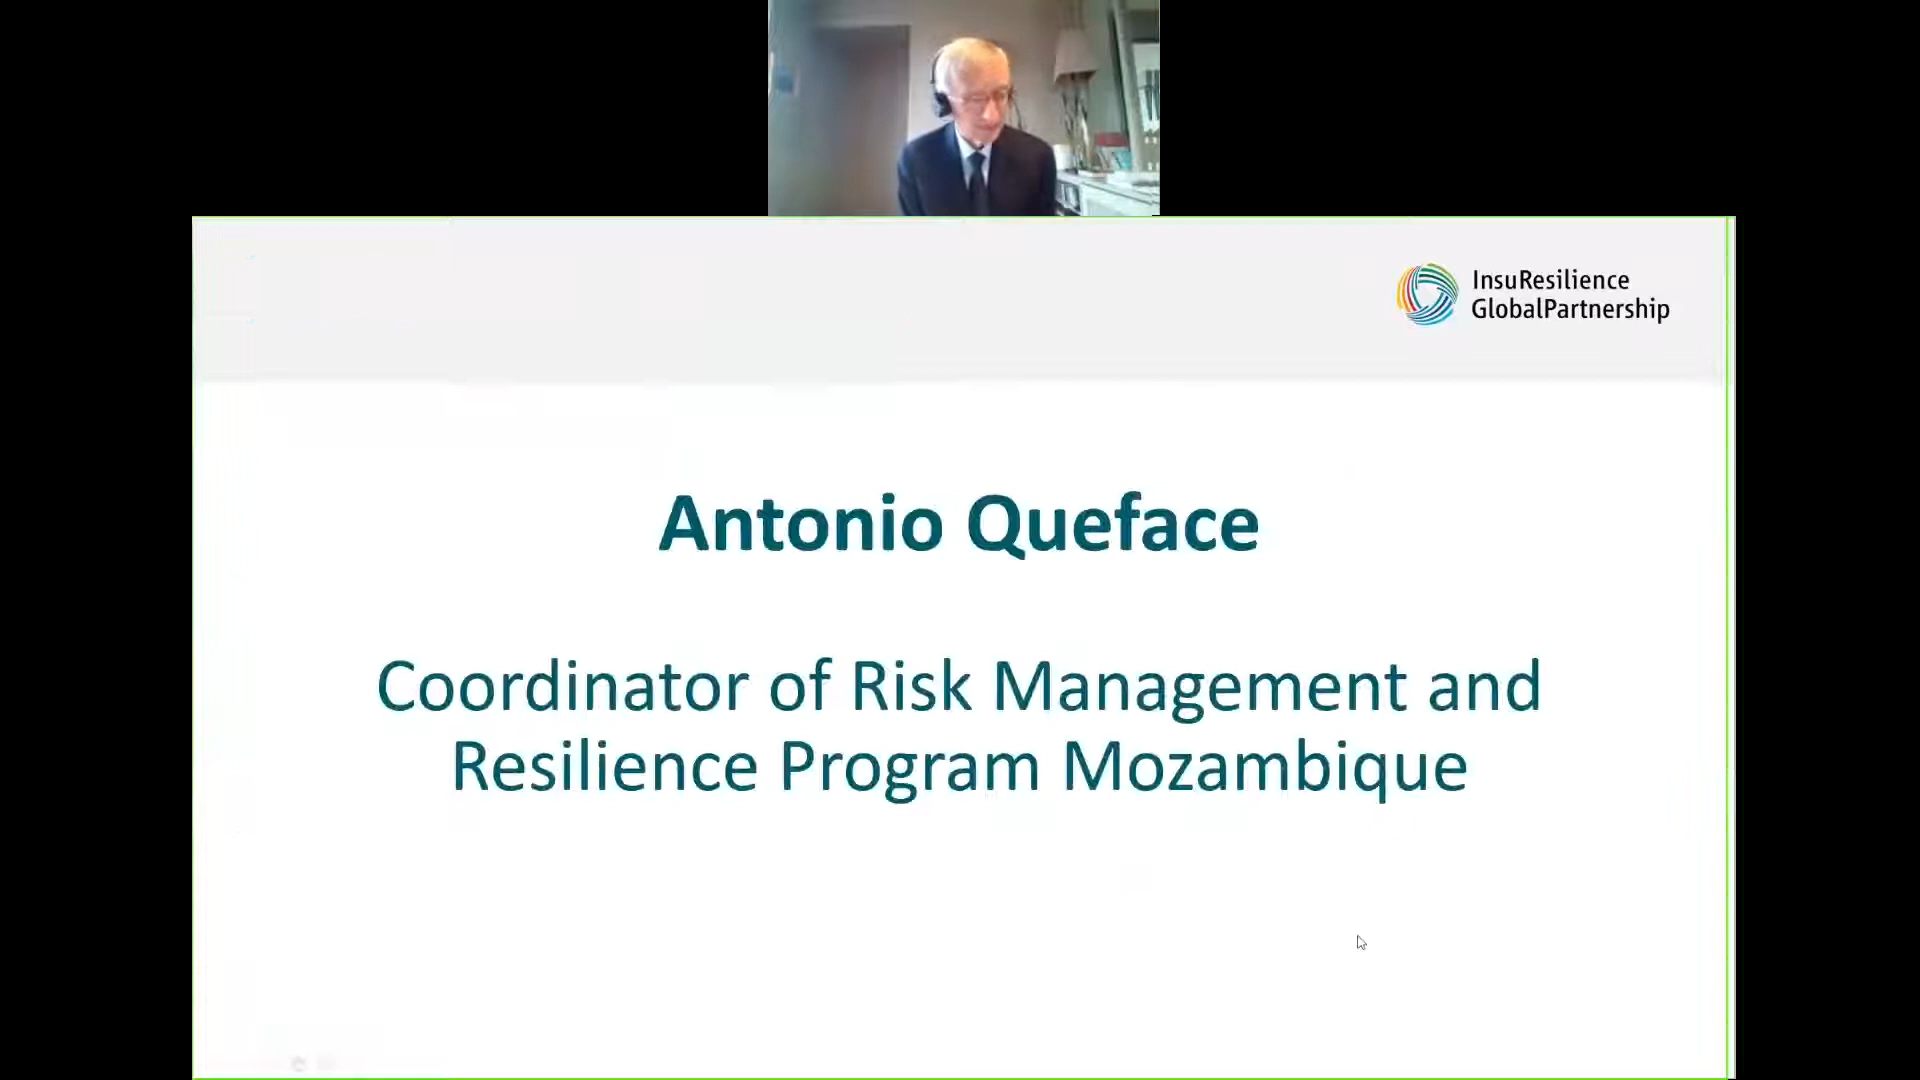 InsuResilience
GlobalPartnership
Antonio Queface
Coordinator of Risk Management and
Resilience Program Mozambique